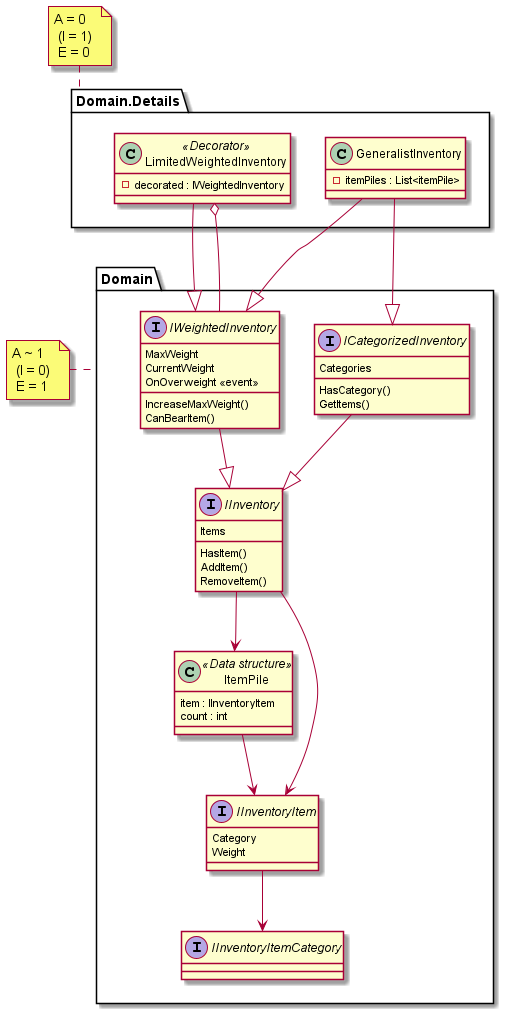 A = 0
(I = 1)
E = 0
Domain.Details
C
«Decorator»
LimitedWeightedInventory
decorated : IWeightedInventory
C
GeneralistInventory
itemPiles : List<itemPile>
Domain
A ~ 1
(I = 0)
E = 1
I
IWeightedInventory
MaxWeight
CurrentWeight
OnOverweight «event»
IncreaseMaxWeight()
CanBearItem()
I
ICategorizedInventory
Categories
HasCategory()
GetItems()
I
IInventory
Items
HasItem()
AddItem()
RemoveItem()
C
«Data structure»
ItemPile
item : IInventoryItem
count : int
I
IInventoryItem
Category
Weight
I
IInventoryItemCategory